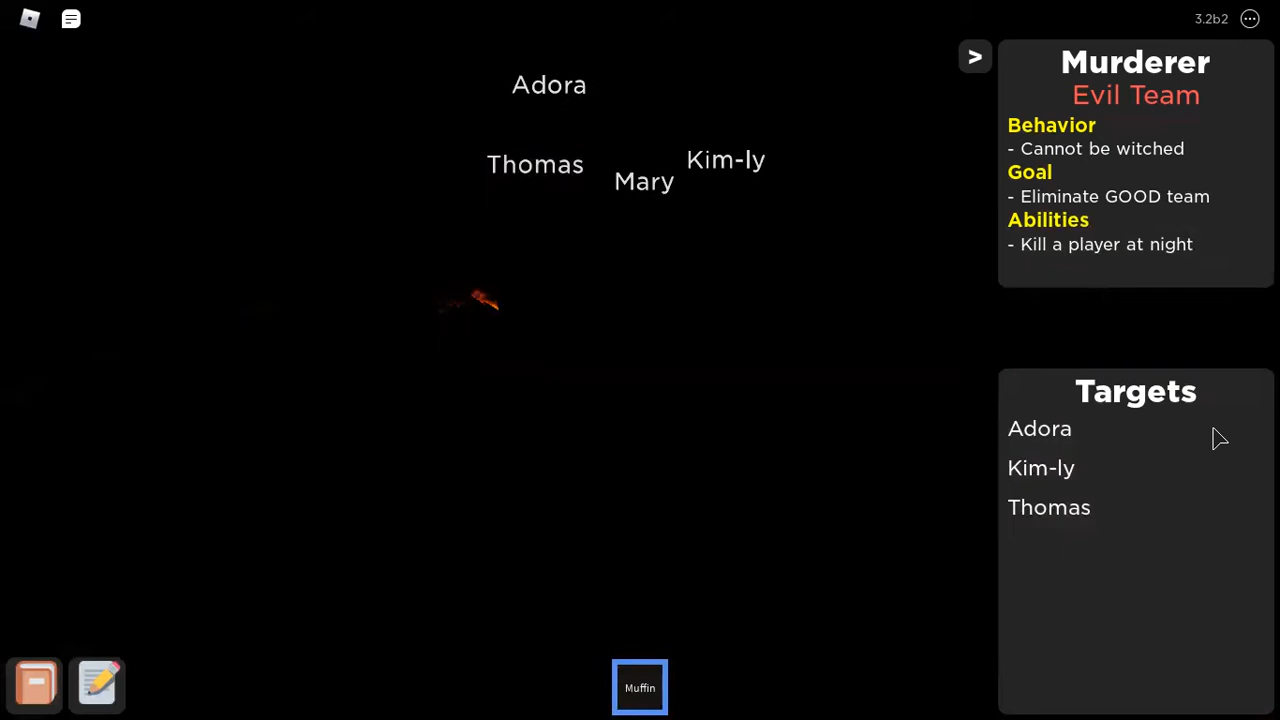 3.2b2
>
Adora
Thomas
Mary
Kim-ly
Murderer
Evil Team
Behavior
- Cannot be witched
Goal
- Eliminate GOOD team
Abilities
- Kill a player at night
Targets
Adora
Kim-ly
Thomas
Muffin